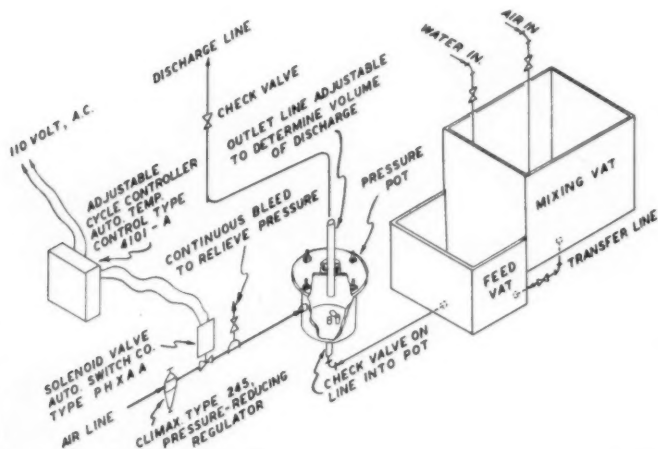 DISCHARGE LINE
CHECK VALVE
OUTLET LINE ADJUSTABLE
TO DETERMINE VOLUME
OF DISCHARGE
WATER IN.
AIR IN
110 VOLT, A.C.
ADJUSTABLE
CYCLE CONTROLLER
AUTO. TEMP.
CONTROL TYPE
4101-A
CONTINUOUS BLEED
TO RELIEVE PRESSURE
PRESSURE
POT
MIXING VAT
FEED
VAT
TRANSFER LINE
SOLENOID VALVE
AUTO. SWITCH CO.
TYPE PHXAA
AIR LINE
CLIMAX TYPE 245,
PRESSURE-REDUCING
REGULATOR
CHECK VALVE ON
LINE INTO POT